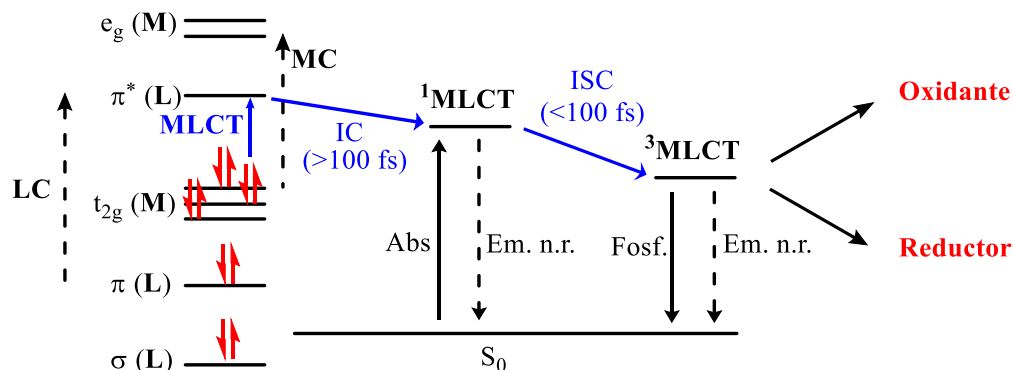 e_g (M)
MC
π* (L)
MLCT
LC
t_2g (M)
π (L)
σ (L)
IC
(>100 fs)
¹MLCT
ISC
(<100 fs)
³MLCT
Oxidante
Reductor
Abs
Em. n.r.
Fosf.
Em. n.r.
S₀